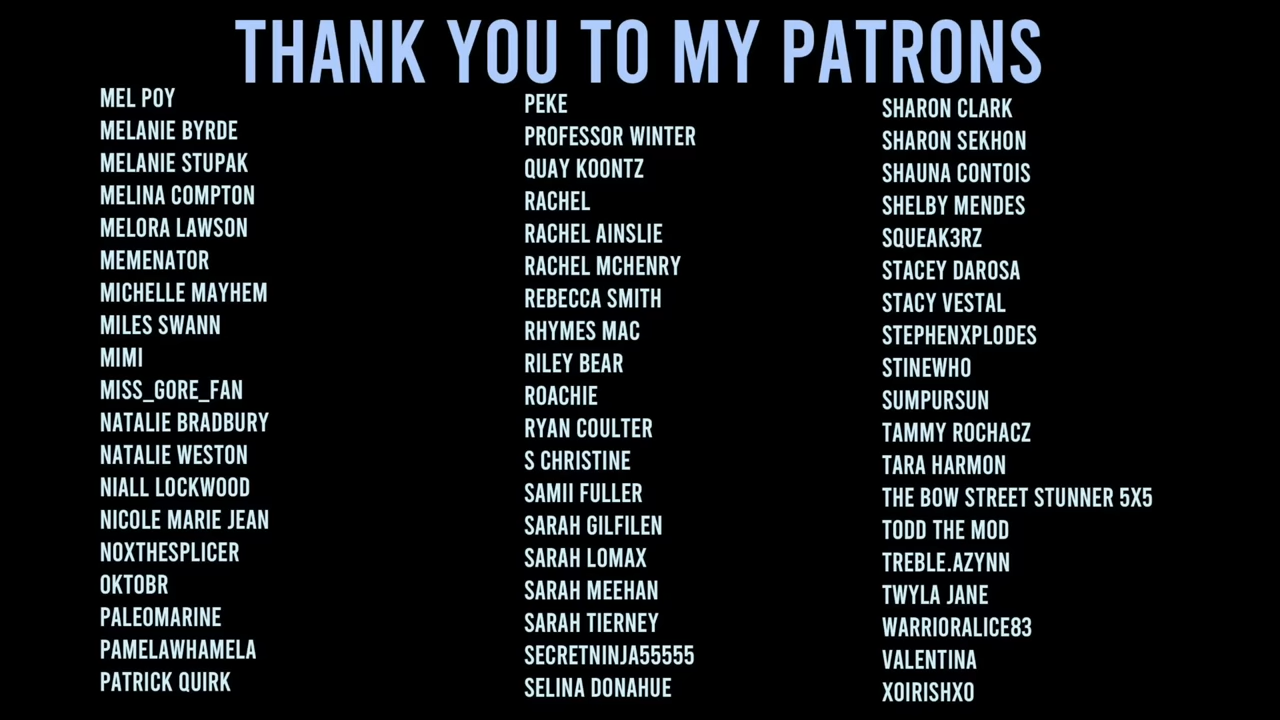 THANK YOU TO MY PATRONS
MEL POY
MELANIE BYRDE
MELANIE STUPAK
MELINA COMPTON
MELORA LAWSON
MEMENATOR
MICHELLE MAYHEM
MILES SWANN
MIMI
MISS_GORE_FAN
NATALIE BRADBURY
NATALIE WESTON
NIALL LOCKWOOD
NICOLE MARIE JEAN
NOXTHESPLICER
OKTOBR
PALEOMARINE
PAMELAWHAMELA
PATRICK QUIRK
PEKE
PROFESSOR WINTER
QUAY KOONTZ
RACHEL
RACHEL AINSLIE
RACHEL MCHENRY
REBECCA SMITH
RHYMES MAC
RILEY BEAR
ROACHIE
RYAN COULTER
S CHRISTINE
SAMII FULLER
SARAH GILFILEN
SARAH LOMAX
SARAH MEEHAN
SARAH TIERNEY
SECRETNINJA55555
SELINA DONAHUE
SHARON CLARK
SHARON SEKHON
SHAUNA CONTOIS
SHELBY MENDES
SQUEAK3RZ
STACEY DAROSA
STACY VESTAL
STEPHENXPLODES
STINEWHO
SUMPURSUN
TAMMY ROCHACZ
TARA HARMON
THE BOW STREET STUNNER 5X5
TODD THE MOD
TREBLE.AZYNN
TWYLA JANE
WARRIORALICE83
VALENTINA
XOIRISHXO